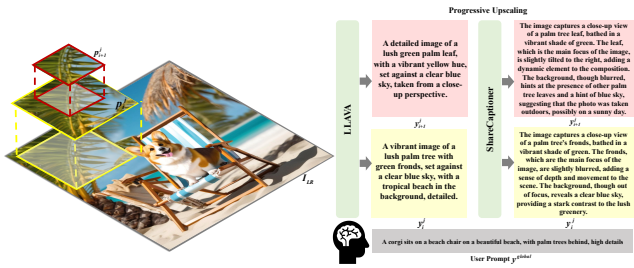 Progressive Upscaling
p^j_{i+1}
p^j_i
I_{LR}
LLAVA
A detailed image of a
lush green palm leaf,
with a vibrant yellow hue,
set against a clear blue
sky, taken from a close-
up perspective.
y^j_{i+1}
A vibrant image of a
lush palm tree with
green fronds, set against
a clear blue sky, with a
tropical beach in the
background, detailed.
y^j_i
ShareCaptioner
The image captures a close-up view
of a palm tree leaf, bathed in a
vibrant shade of green. The leaf,
which is the main focus of the image,
is slightly tilted to the right, adding a
dynamic element to the composition.
The background, though blurred,
hints at the presence of other palm
tree leaves and a hint of blue sky,
suggesting that the photo was taken
outdoors, possibly on a sunny day.
y^j_{i+1}
The image captures a close-up view
of a palm tree's fronds, bathed in a
vibrant shade of green. The fronds,
which are the main focus of the
image, are slightly blurred, adding a
sense of depth and movement to the
scene. The background, though out
of focus, reveals a clear blue sky,
providing a stark contrast to the lush
greenery.
y^j_i
A corgi sits on a beach chair on a beautiful beach, with palm trees behind, high details
User Prompt y^{global}